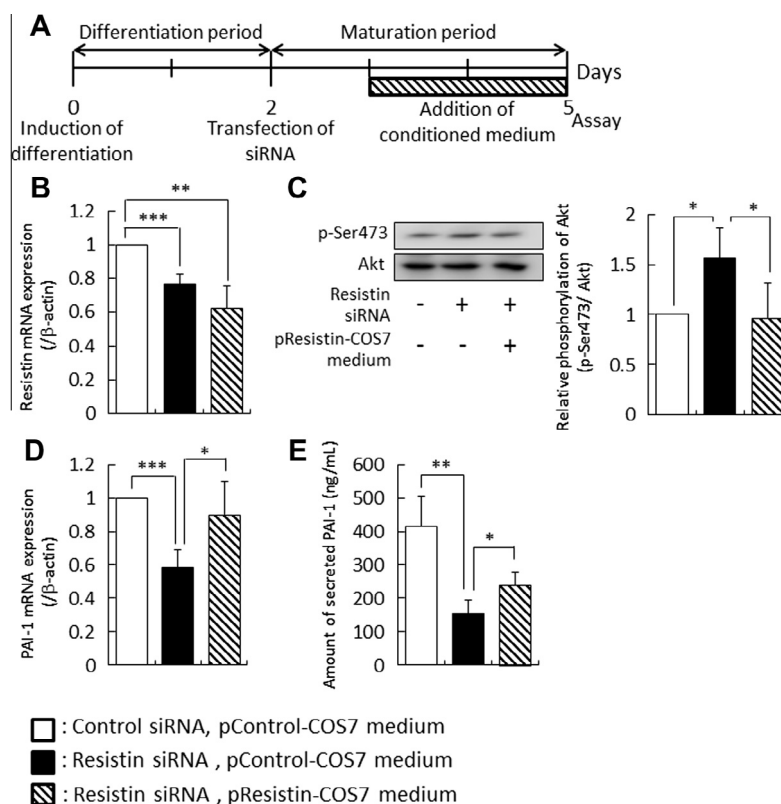 A
Differentiation period
Maturation period
Days
0
2
5
Assay
Induction of
differentiation
Transfection of
siRNA
Addition of
conditioned medium
B
Resistin mRNA expression
(/β-actin)
1.2
1
0.8
0.6
0.4
0.2
0
***
**
C
p-Ser473
Akt
Resistin
siRNA
- + +
pResistin-COS7
medium
- - +
Relative phosphorylation of Akt
(p-Ser473/ Akt)
2
1.5
1
0.5
0
*
*
D
PAI-1 mRNA expression
(/β-actin)
1.2
1
0.8
0.6
0.4
0.2
0
***
*
E
Amount of secreted PAI-1 (ng/mL)
600
500
400
300
200
100
0
**
*
: Control siRNA, pControl-COS7 medium
: Resistin siRNA , pControl-COS7 medium
: Resistin siRNA , pResistin-COS7 medium